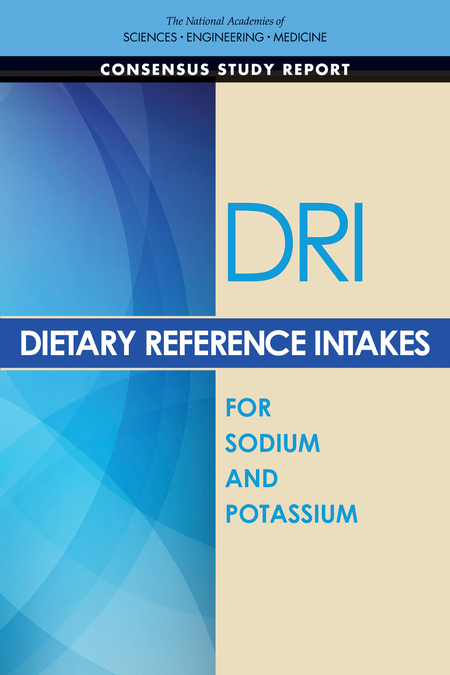 The National Academies of
SCIENCES • ENGINEERING • MEDICINE
CONSENSUS STUDY REPORT
DRI
DIETARY REFERENCE INTAKES
FOR
SODIUM
AND
POTASSIUM